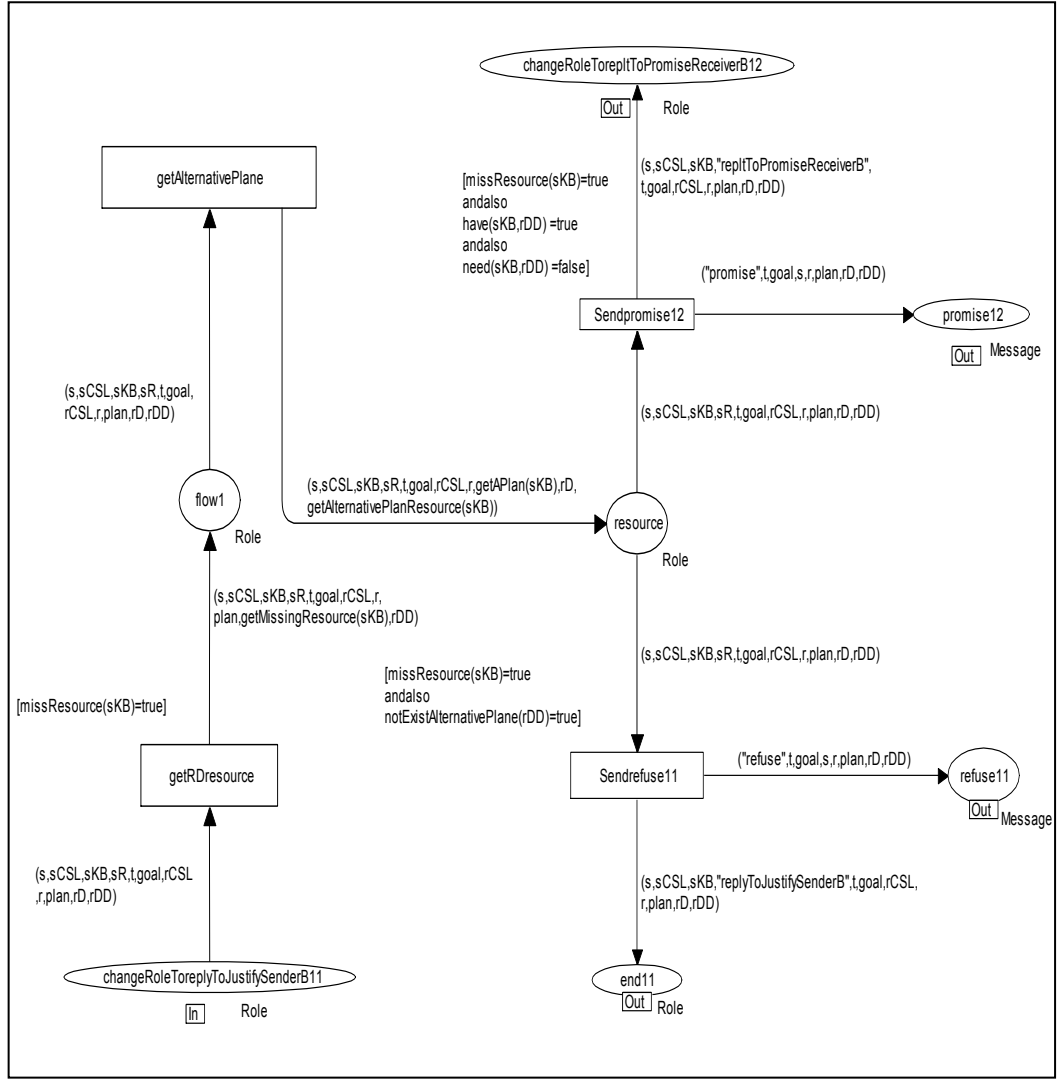 changeRoleTorepltToPromiseReceiverB12
Out
Role
getAlternativePlane
(s,sCSL,sKB,"repltToPromiseReceiverB",
t,goal,rCSL,r,plan,rD,rDD)
[missResource(sKB)=true
andalso
have(sKB,rDD) =true
andalso
need(sKB,rDD) =false]
("promise",t,goal,s,r,plan,rD,rDD)
Sendpromise12
promise12
Out
Message
(s,sCSL,sKB,sR,t,goal,
rCSL,r,plan,rD,rDD)
(s,sCSL,sKB,sR,t,goal,rCSL,r,plan,rD,rDD)
(s,sCSL,sKB,sR,t,goal,rCSL,r,getAPlan(sKB),rD,
getAlternativePlanResource(sKB))
flow1
Role
resource
Role
(s,sCSL,sKB,sR,t,goal,rCSL,r,
plan,getMissingResource(sKB),rDD)
(s,sCSL,sKB,sR,t,goal,rCSL,r,plan,rD,rDD)
[missResource(sKB)=true
andalso
notExistAlternativePlane(rDD)=true]
[missResource(sKB)=true]
getRDresource
Sendrefuse11
("refuse",t,goal,s,r,plan,rD,rDD)
refuse11
Out
Message
(s,sCSL,sKB,sR,t,goal,rCSL
,r,plan,rD,rDD)
(s,sCSL,sKB,"replyToJustifySenderB",t,goal,rCSL,
r,plan,rD,rDD)
changeRoleToreplyToJustifySenderB11
In
Role
end11
Out
Role